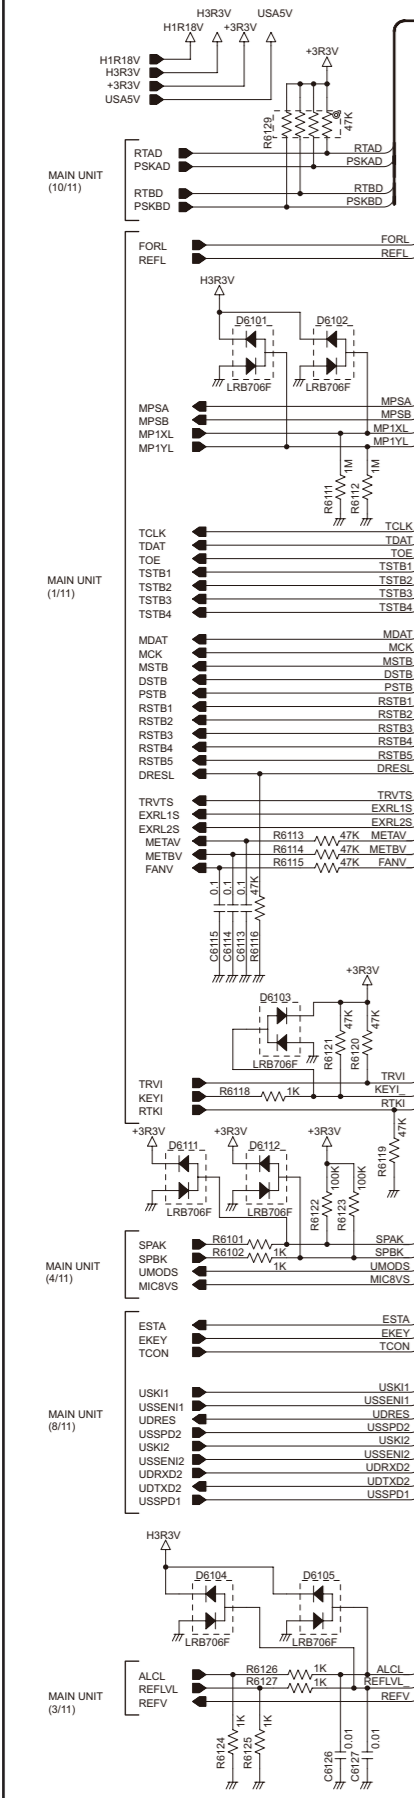 H3R3V USA5V
H1R18V +3R3V
+3R3V
H1R18V
H3R3V
+3R3V
USA5V
R6129 47K
MAIN UNIT
(10/11)
RTAD RTAD
PSKAD PSKAD
RTBD RTBD
PSKBD PSKBD
FORL FORL
REFL REFL
H3R3V
D6101 D6102
LRB706F LRB706F
MPSA MPSA
MPSB MPSB
MP1XL MP1XL
MP1YL MP1YL
R6111 1M R6112 1M
MAIN UNIT
(1/11)
TCLK TCLK
TDAT TDAT
TOE TOE
TSTB1 TSTB1
TSTB2 TSTB2
TSTB3 TSTB3
TSTB4 TSTB4
MDAT MDAT
MCK MCK
MSTB MSTB
DSTB DSTB
PSTB PSTB
RSTB1 RSTB1
RSTB2 RSTB2
RSTB3 RSTB3
RSTB4 RSTB4
RSTB5 RSTB5
DRESL DRESL
TRVTS TRVTS
EXRL1S EXRL1S
EXRL2S EXRL2S
METAV R6113 47K METAV
METBV R6114 47K METBV
FANV R6115 47K FANV
C6115 0.1 C6114 0.1 C6113 0.1 R6116 47K
+3R3V
D6103
LRB706F
R6121 47K R6120 47K
TRVI TRVI
KEYI R6118 1K KEYI_
RTKI RTKI
R6119 47K
+3R3V +3R3V +3R3V
D6111 D6112
LRB706F LRB706F
R6122 100K R6123 100K
MAIN UNIT
(4/11)
SPAK R6101 SPAK
SPBK R6102 1K SPBK
UMODS 1K UMODS
MIC8VS MIC8VS
MAIN UNIT
(8/11)
ESTA ESTA
EKEY EKEY
TCON TCON
USKI1 USKI1
USSENI1 USSENI1
UDRES UDRES
USSPD2 USSPD2
USKI2 USKI2
USSENI2 USSENI2
UDRXD2 UDRXD2
UDTXD2 UDTXD2
USSPD1 USSPD1
H3R3V
D6104 D6105
LRB706F LRB706F
MAIN UNIT
(3/11)
ALCL R6126 1K ALCL
REFLVL R6127 1K REFLVL_
REFV REFV
R6124 1K R6125 1K C6126 0.01 C6127 0.01